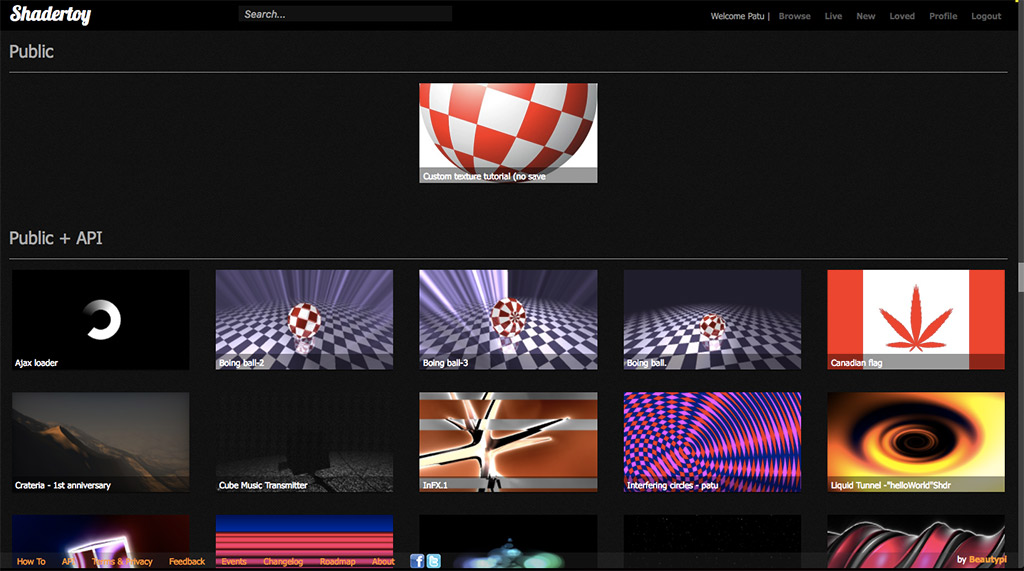 Shadertoy
Search...
Welcome Patu | Browse Live New Loved Profile Logout
Public
Custom texture tutorial (no save
Public + API
Ajax loader
Boing ball-2
Boing ball-3
Boing ball.
Canadian flag
Crateria - 1st anniversary
Cube Music Transmitter
InFX.1
Interfering circles - patu
Liquid Tunnel -"helloWorld"Shdr
How To API Terms & Privacy Feedback Events Changelog Roadmap About
by Beautypi